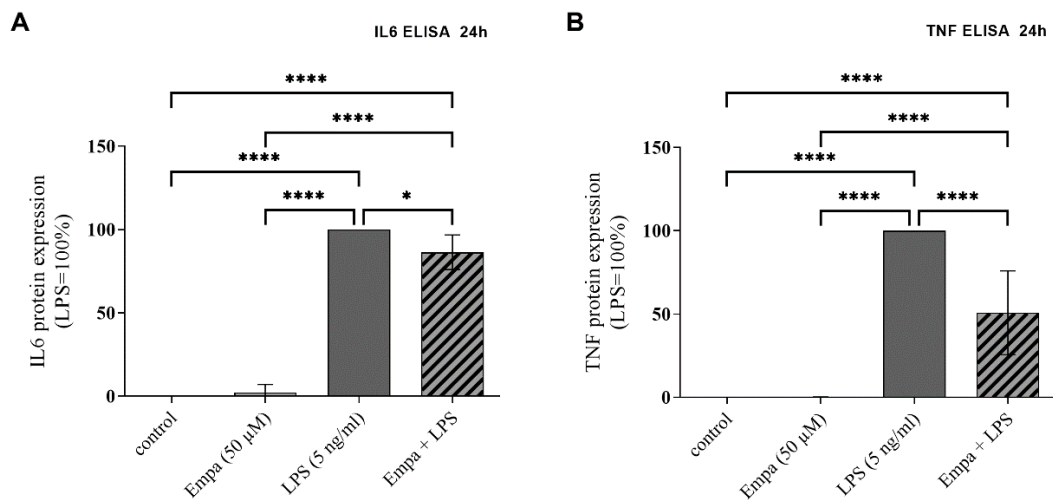 A
IL6 ELISA 24h
****
****
****
****
*
150
100
50
0
IL6 protein expression
(LPS=100%)
control
Empa (50 µM)
LPS (5 ng/ml)
Empa + LPS
B
TNF ELISA 24h
****
****
****
****
****
150
100
50
0
TNF protein expression
(LPS=100%)
control
Empa (50 µM)
LPS (5 ng/ml)
Empa + LPS